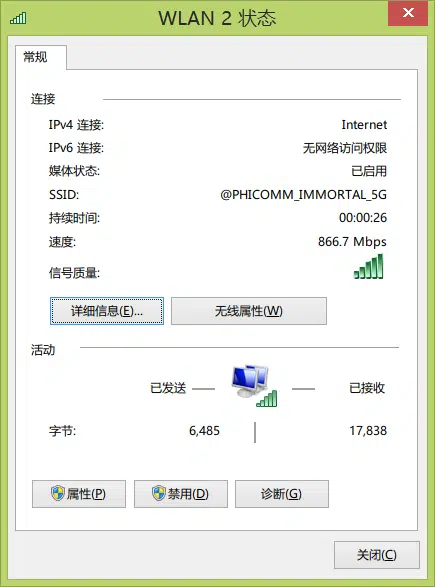 WLAN 2 状态
常规
连接
IPv4 连接: Internet
IPv6 连接: 无网络访问权限
媒体状态: 已启用
SSID: @PHICOMM_IMMORTAL_5G
持续时间: 00:00:26
速度: 866.7 Mbps
信号质量:
详细信息(E)... 无线属性(W)
活动
已发送 已接收
字节: 6,485 17,838
属性(P) 禁用(D) 诊断(G)
关闭(C)